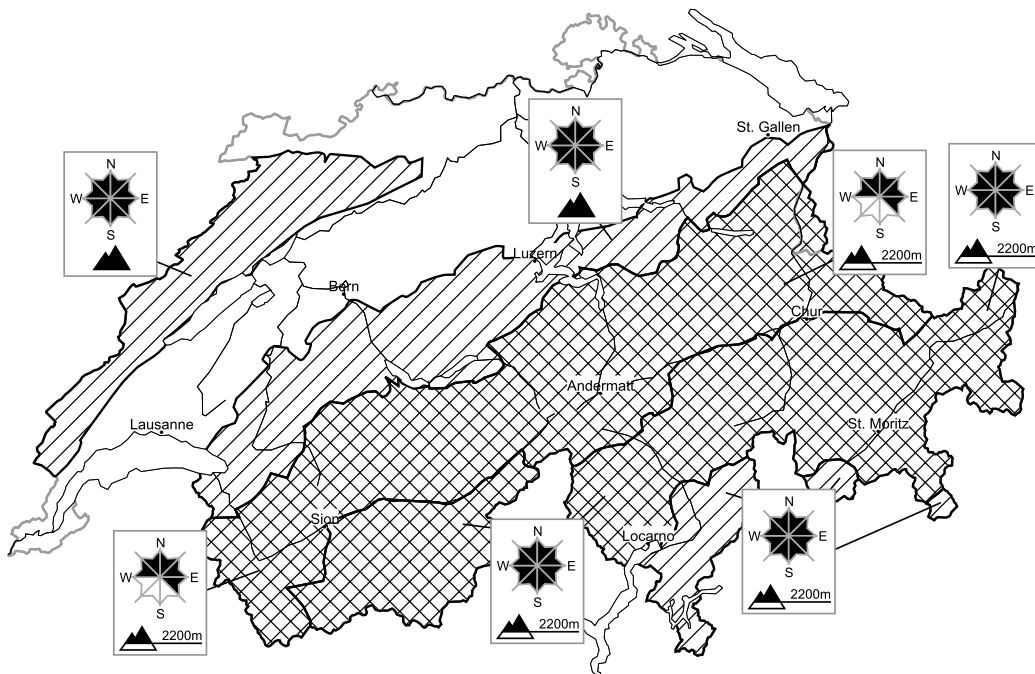 St. Gallen
N
W E
S
N
W E
S
N
W E
S
2200m
N
W E
S
2200m
Luzern
Bern
Chur
Andermatt
Lausanne
St. Moritz
Sion
Locarno
N
W E
S
2200m
N
W E
S
2200m
N
W E
S
2200m